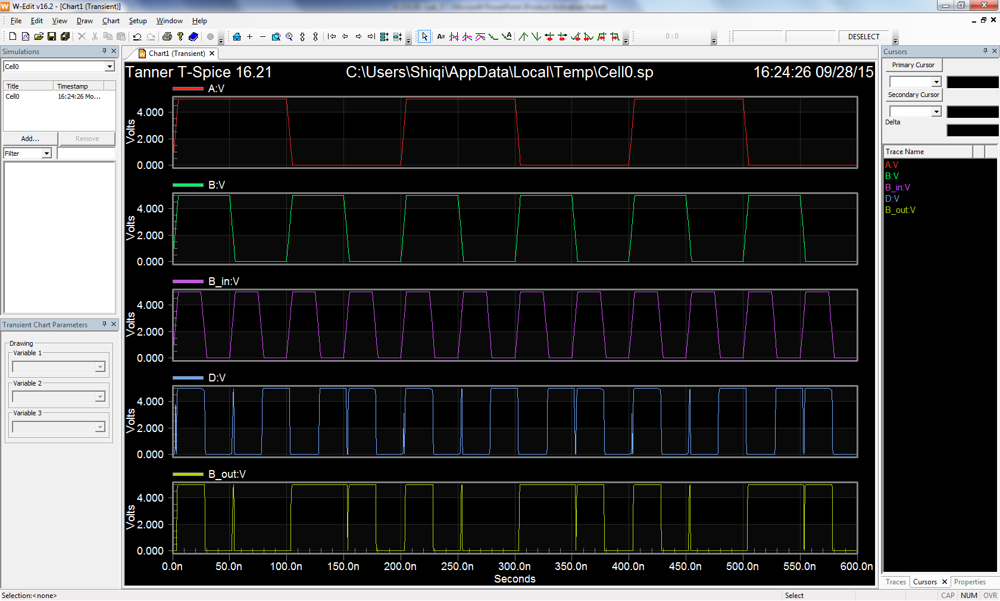 W-Edit v16.2 - [Chart1 (Transient)]
File Edit View Draw Chart Setup Window Help
0 : 0
DESELECT
Simulations
Cell0
Title Timestamp
Cell0 16:24:26 Mo...
Add... Remove
Filter
Transient Chart Parameters
Drawing
Variable 1
Variable 2
Variable 3
Chart1 (Transient)
Tanner T-Spice 16.21 C:\Users\Shiqi\AppData\Local\Temp\Cell0.sp 16:24:26 09/28/15
A:V
Volts
4.000
2.000
0.000
B:V
Volts
4.000
2.000
0.000
B_in:V
Volts
4.000
2.000
0.000
D:V
Volts
4.000
2.000
0.000
B_out:V
Volts
4.000
2.000
0.000
0.0n 50.0n 100.0n 150.0n 200.0n 250.0n 300.0n 350.0n 400.0n 450.0n 500.0n 550.0n 600.0n
Seconds
Cursors
Primary Cursor
Secondary Cursor
Delta
Trace Name
A:V
B:V
B_in:V
D:V
B_out:V
Traces Cursors Properties
Selection:<none> Select CAP NUM OVR